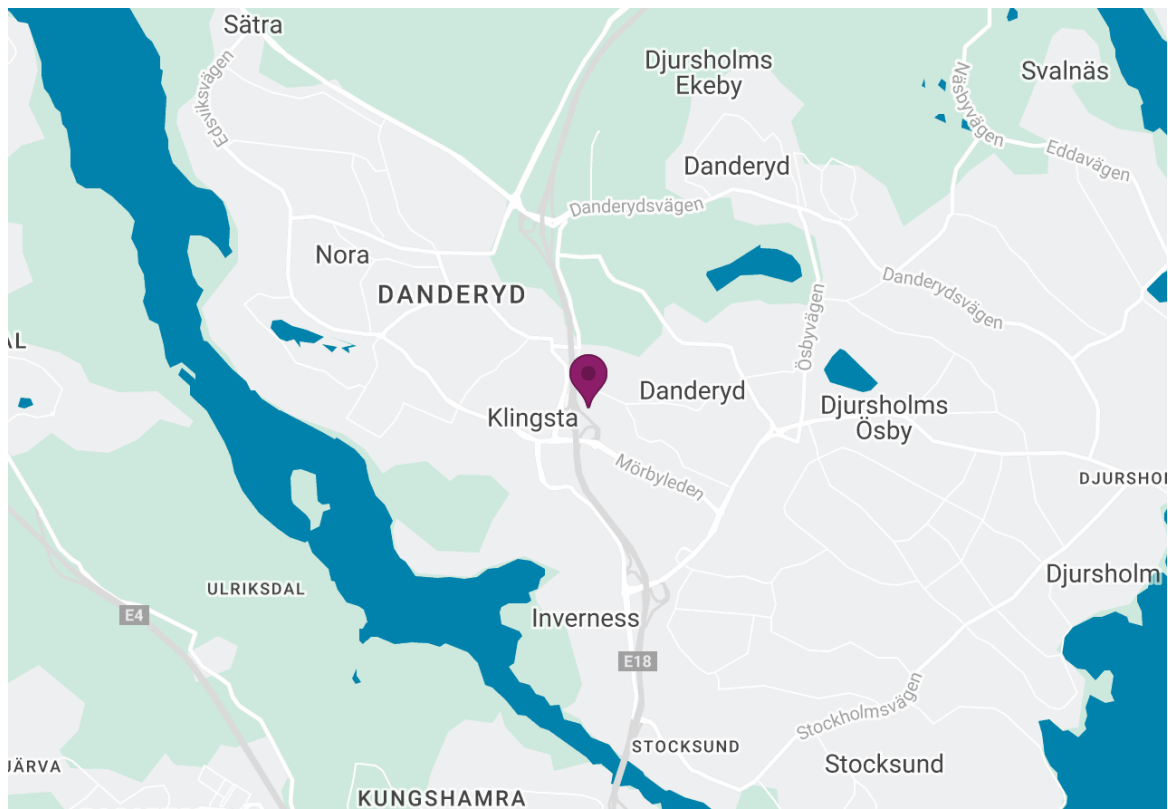 Sätra
Djursholms
Ekeby
Svalnäs
Edsviksvägen
Näsbyvägen
Eddavägen
Danderyd
Danderydsvägen
Nora
DANDERYD
Danderydsvägen
Ösbyvägen
AL
Danderyd
Klingsta
Djursholms
Ösby
Mörbyleden
DJURSHOL
ULRIKSDAL
Djursholm
E4
Inverness
E18
Stockholmsvägen
STOCKSUND
Stocksund
JÄRVA
KUNGSHAMRA